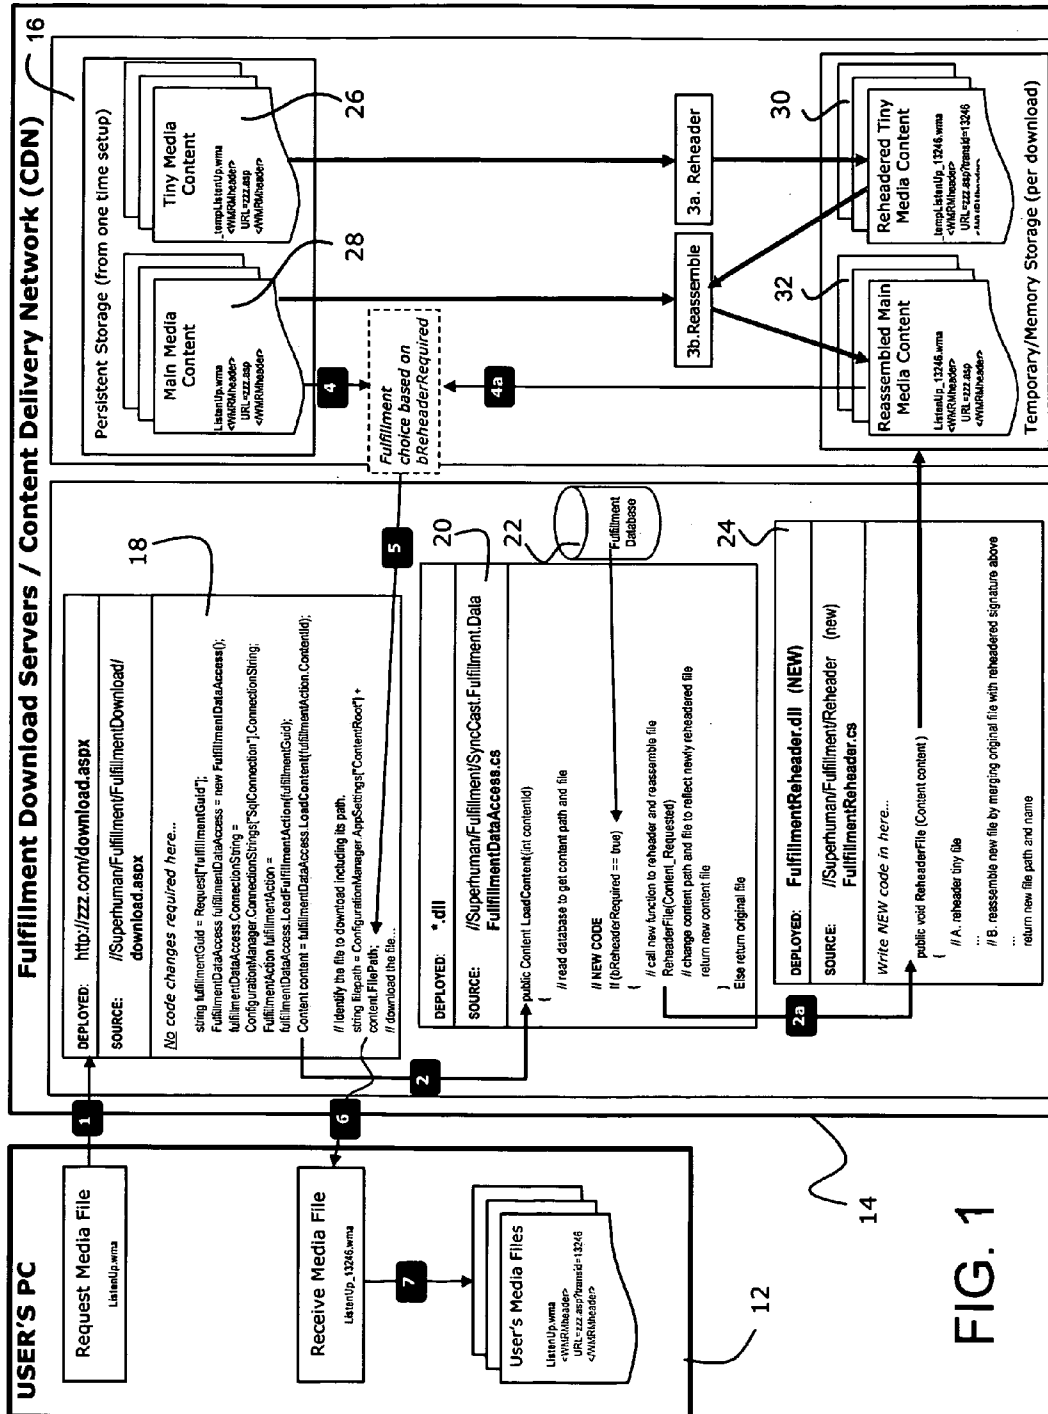 Fulfillment Download Servers / Content Delivery Network (CDN)
16
USER'S PC
Request Media File
ListenUp.wma
1
Receive Media File
ListenUp_13246.wma
6
7
User's Media Files
ListenUp.wma
<WMRMheader>
URL=zzz.asp?transid=13246
</WMRMheader>
12
14
DEPLOYED: http://zzz.com/download.aspx
SOURCE: //Superhuman/Fulfillment/FulfillmentDownload/
download.aspx
No code changes required here...
18
string fulfillmentGuid = Request["fulfillmentGuid"];
FulfillmentDataAccess fulfillmentDataAccess = new FulfillmentDataAccess();
fulfillmentDataAccess.ConnectionString =
ConfigurationManager.ConnectionStrings["SqlConnection"].ConnectionString;
FulfillmentAction fulfillmentAction =
fulfillmentDataAccess.LoadFulfillmentAction(fulfillmentGuid);
Content content = fulfillmentDataAccess.LoadContent(fulfillmentAction.ContentId);
// Identify the file to download including its path.
string filepath = ConfigurationManager.AppSettings["ContentRoot"] +
content.FilePath;
// download the file...
2
5
DEPLOYED: *.dll
SOURCE: //Superhuman/Fulfillment/SyncCast.Fulfillment.Data
FulfillmentDataAccess.cs
20
public Content LoadContent(int contentId)
{
// read database to get content path and file
22
Fulfillment
Database
// NEW CODE
If (bReheaderRequired == true)
{
// call new function to reheader and reassemble file
ReheaderFile(Content_Requested)
// change content path and file to reflect newly reheadered file
return new content file
}
Else return original file
2a
DEPLOYED: FulfillmentReheader.dll (NEW)
24
SOURCE: //Superhuman/Fulfillment/Reheader (new)
FulfillmentReheader.cs
Write NEW code in here...
public void ReheaderFile (Content content)
{
// A. reheader tiny file
...
// B. reassemble new file by merging original file with reheadered signature above
...
return new file path and name
Persistent Storage (from one time setup)
Main Media
Content
ListenUp.wma
<WMRMheader>
URL=zzz.asp
</WMRMheader>
28
Tiny Media
Content
_tempListenUp.wma
<WMRMheader>
URL=zzz.asp
</WMRMheader>
26
4
Fulfillment
choice based on
bReheaderRequired
4a
3b.Reassemble
3a. Reheader
Reassembled Main
Media Content
ListenUp_13246.wma
<WMRMheader>
URL=zzz.asp
</WMRMheader>
32
Reheadered Tiny
Media Content
_tempListenUp_13246.wma
<WMRMheader>
URL=zzz.asp?transid=13246
30
Temporary/Memory Storage (per download)
FIG. 1